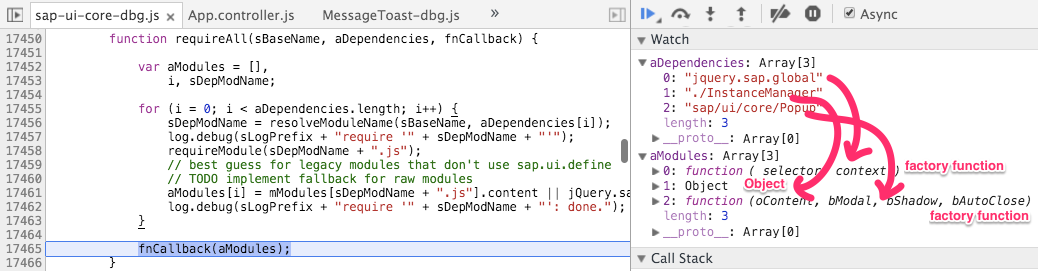 sap-ui-core-dbg.js × App.controller.js MessageToast-dbg.js »
17450 function requireAll(sBaseName, aDependencies, fnCallback) {
17451
17452 var aModules = [],
17453 i, sDepName;
17454
17455 for (i = 0; i < aDependencies.length; i++) {
17456 sDepModName = resolveModuleName(sBaseName, aDependencies[i]);
17457 log.debug(sLogPrefix + "require '" + sDepModName + "'");
17458 requireModule(sDepModName + ".js");
17459 // best guess for legacy modules that don't use sap.ui.define
17460 // TODO implement fallback for raw modules
17461 aModules[i] = mModules[sDepModName + ".js"].content || jQuery.sa
17462 log.debug(sLogPrefix + "require '" + sDepModName + "': done.");
17463 }
17464
17465 fnCallback(aModules);
17466 }
Async
Watch
aDependencies: Array[3]
0: "jquery.sap.global"
1: "./InstanceManager"
2: "sap/ui/core/Popup"
length: 3
__proto__: Array[0]
aModules: Array[3]
0: function ( selector, context )
factory function
1: Object
Object
2: function (oContent, bModal, bShadow, bAutoClose)
length: 3
factory function
__proto__: Array[0]
Call Stack